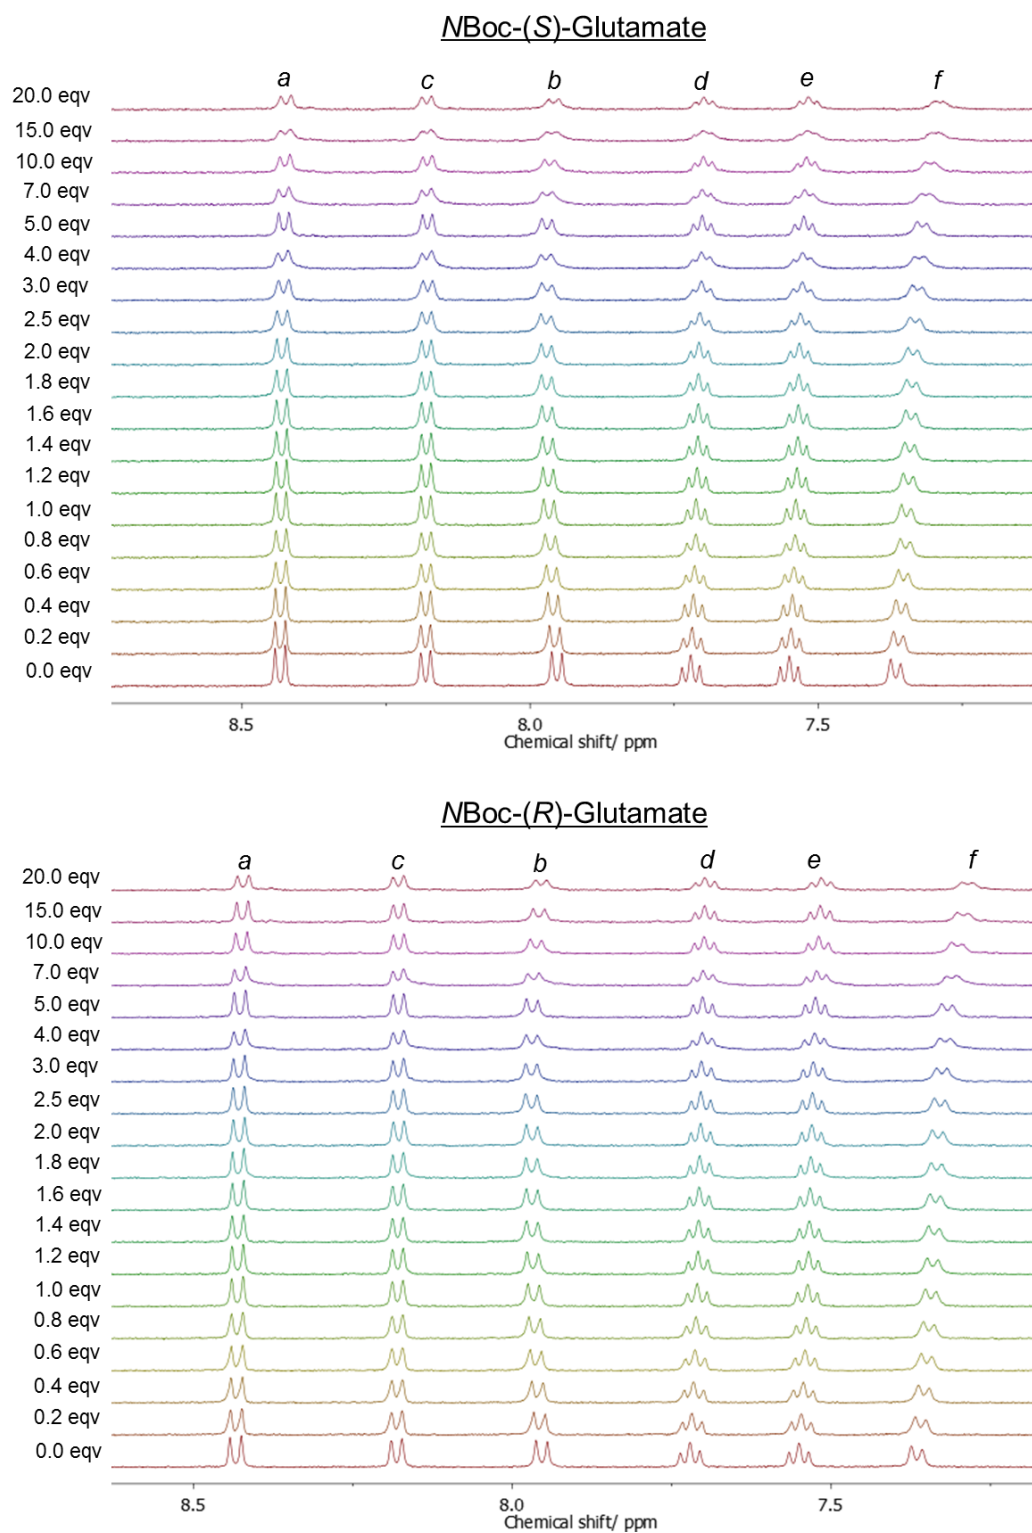 NBoc-(S)-Glutamate
a c b d e f
20.0 eqv
15.0 eqv
10.0 eqv
7.0 eqv
5.0 eqv
4.0 eqv
3.0 eqv
2.5 eqv
2.0 eqv
1.8 eqv
1.6 eqv
1.4 eqv
1.2 eqv
1.0 eqv
0.8 eqv
0.6 eqv
0.4 eqv
0.2 eqv
0.0 eqv
8.5 8.0 7.5
Chemical shift/ ppm
NBoc-(R)-Glutamate
a c b d e f
20.0 eqv
15.0 eqv
10.0 eqv
7.0 eqv
5.0 eqv
4.0 eqv
3.0 eqv
2.5 eqv
2.0 eqv
1.8 eqv
1.6 eqv
1.4 eqv
1.2 eqv
1.0 eqv
0.8 eqv
0.6 eqv
0.4 eqv
0.2 eqv
0.0 eqv
8.5 8.0 7.5
Chemical shift/ ppm